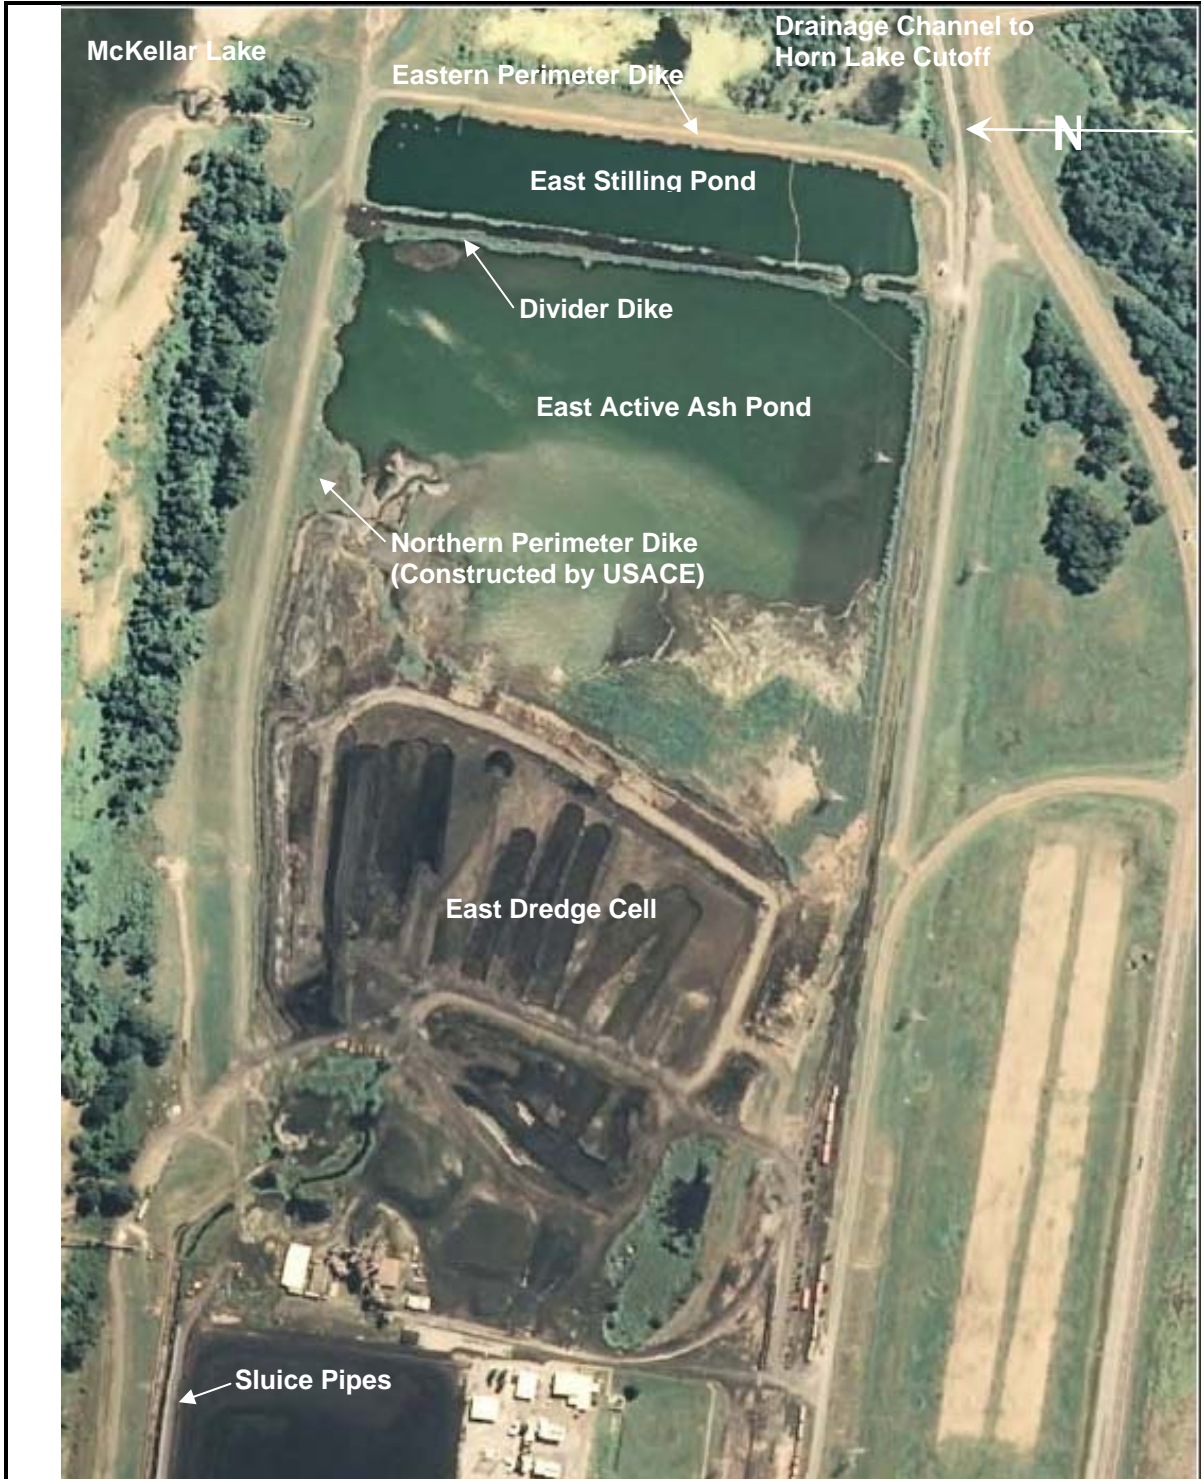 McKellar Lake
Drainage Channel to
Horn Lake Cutoff
Eastern Perimeter Dike
N
East Stilling Pond
Divider Dike
East Active Ash Pond
Northern Perimeter Dike
(Constructed by USACE)
East Dredge Cell
Sluice Pipes